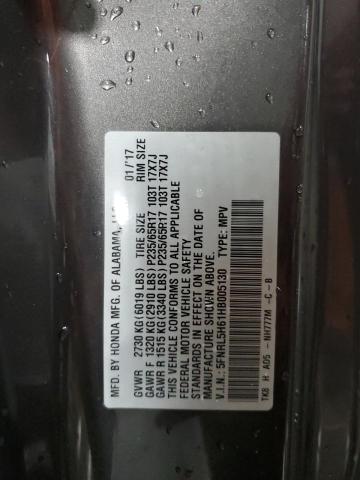 MFD. BY HONDA MFG. OF ALABAMA, LLC 01/'17
GVWR 2730 KG(6019 LBS) TIRE SIZE RIM SIZE
GAWR F 1320 KG(2910 LBS) P235/65R17 103T 17X7J
GAWR R 1515 KG(3340 LBS) P235/65R17 103T 17X7J
THIS VEHICLE CONFORMS TO ALL APPLICABLE
FEDERAL MOTOR VEHICLE SAFETY
STANDARDS IN EFFECT ON THE DATE OF
MANUFACTURE SHOWN ABOVE.
V.I.N.: 5FNRL5H61HB005130 TYPE: MPV
TK8 H A05 - NH777M -C -B